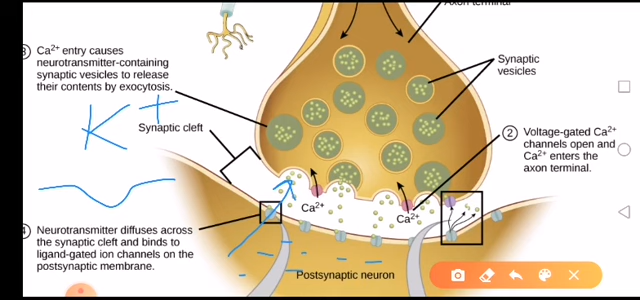 Axon terminal
Ca2+ entry causes
neurotransmitter-containing
synaptic vesicles to release
their contents by exocytosis.
K+
Synaptic cleft
Synaptic
vesicles
2 Voltage-gated Ca2+
channels open and
Ca2+ enters the
axon terminal.
Ca2+
Ca2+
4 Neurotransmitter diffuses across
the synaptic cleft and binds to
ligand-gated ion channels on the
postsynaptic membrane.
Postsynaptic neuron